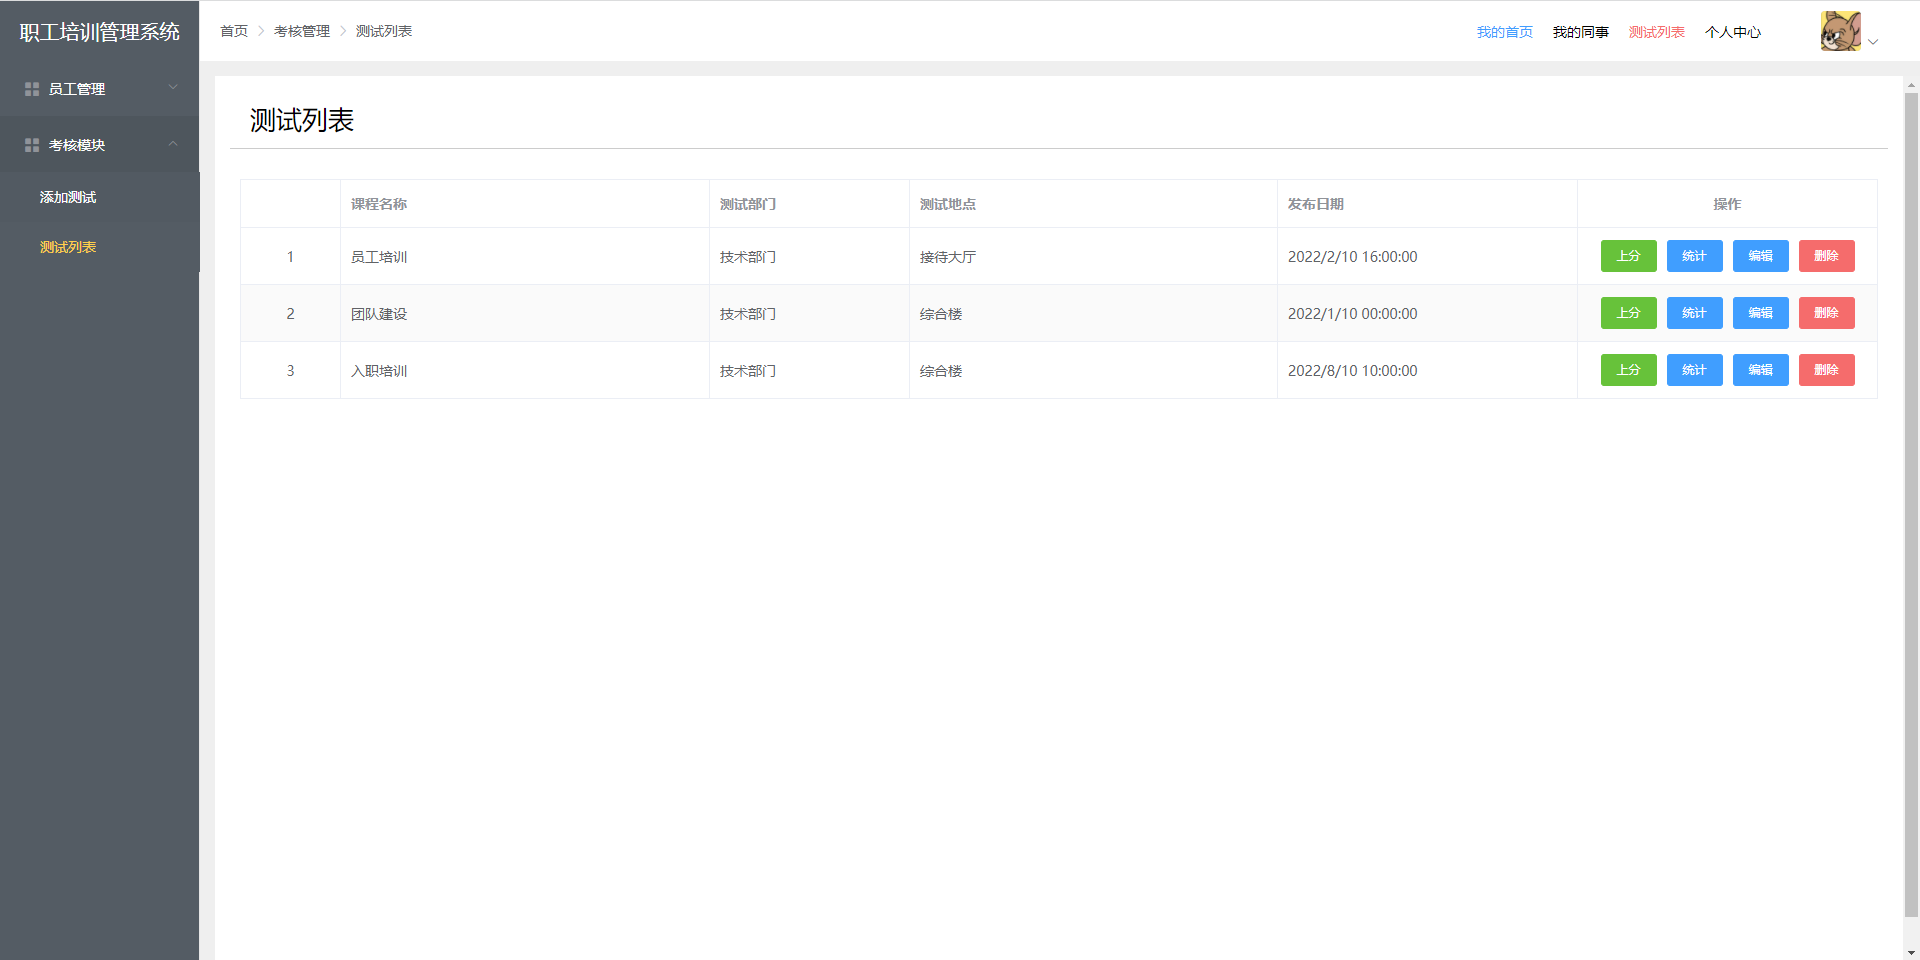 职工培训管理系统
首页 考核管理 测试列表
我的首页 我的同事 测试列表 个人中心
员工管理
考核模块
添加测试
测试列表
测试列表
课程名称 测试部门 测试地点 发布日期 操作
1 员工培训 技术部门 接待大厅 2022/2/10 16:00:00 上分 统计 编辑 删除
2 团队建设 技术部门 综合楼 2022/1/10 00:00:00 上分 统计 编辑 删除
3 入职培训 技术部门 综合楼 2022/8/10 10:00:00 上分 统计 编辑 删除